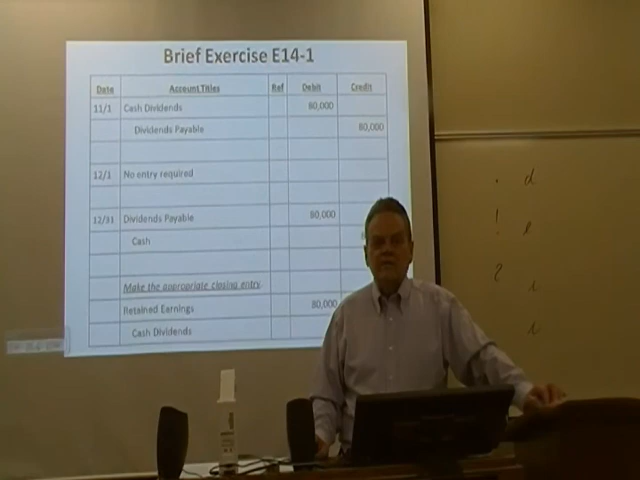 Brief Exercise E14-1
Date Account Titles Ref Debit Credit
11/1 Cash Dividends 80,000
Dividends Payable 80,000
12/1 No entry required
12/31 Dividends Payable 80,000
Cash
Make the appropriate closing entry.
Retained Earnings 80,000
Cash Dividends
. d
! e
? i
i